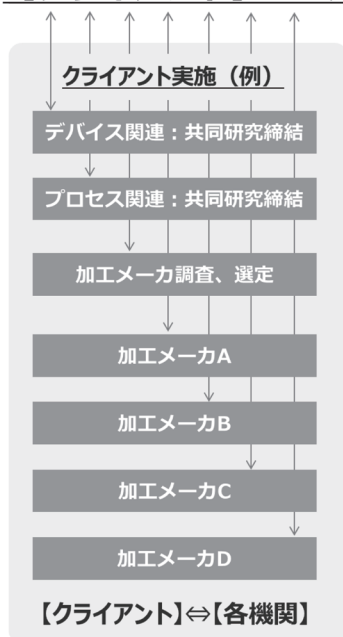 クライアント実施（例）
デバイス関連：共同研究締結
プロセス関連：共同研究締結
加工メーカ調査、選定
加工メーカA
加工メーカB
加工メーカC
加工メーカD
【クライアント】⇔【各機関】